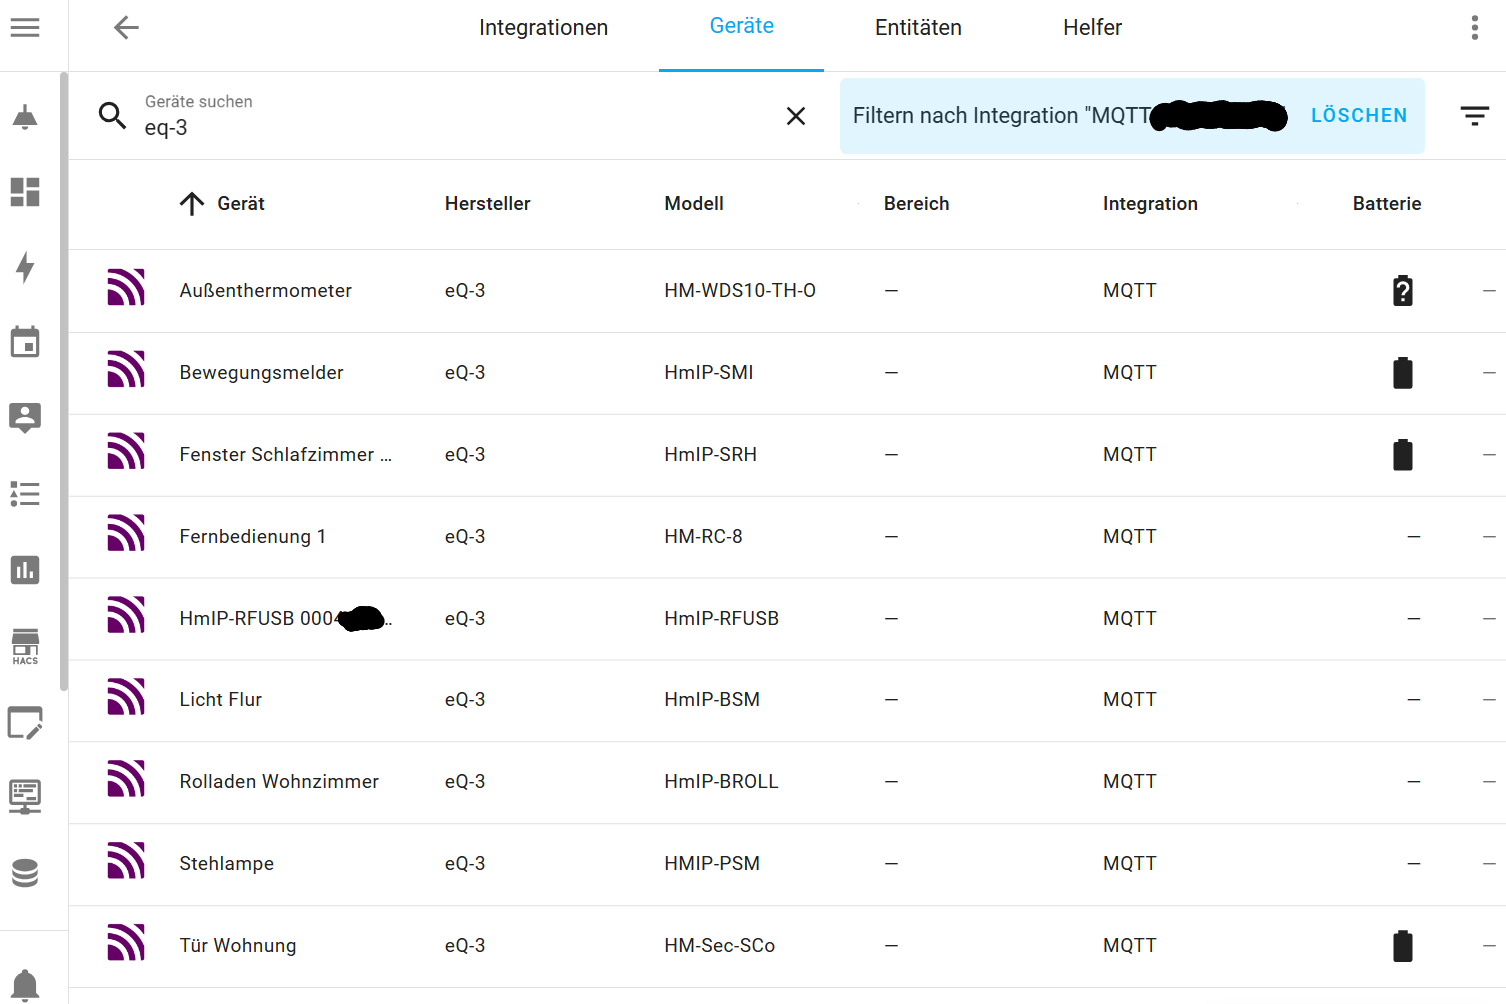 Integrationen Geräte Entitäten Helfer
Geräte suchen
eq-3
Filtern nach Integration "MQTT LÖSCHEN
Gerät Hersteller Modell Bereich Integration Batterie
Außenthermometer eQ-3 HM-WDS10-TH-O — MQTT —
Bewegungsmelder eQ-3 HmIP-SMI — MQTT —
Fenster Schlafzimmer ... eQ-3 HmIP-SRH — MQTT —
Fernbedienung 1 eQ-3 HM-RC-8 — MQTT — —
HmIP-RFUSB 0004... eQ-3 HmIP-RFUSB — MQTT — —
Licht Flur eQ-3 HmIP-BSM — MQTT — —
Rolladen Wohnzimmer eQ-3 HmIP-BROLL — MQTT — —
Stehlampe eQ-3 HMIP-PSM — MQTT — —
HACS
Tür Wohnung eQ-3 HM-Sec-SCo — MQTT —